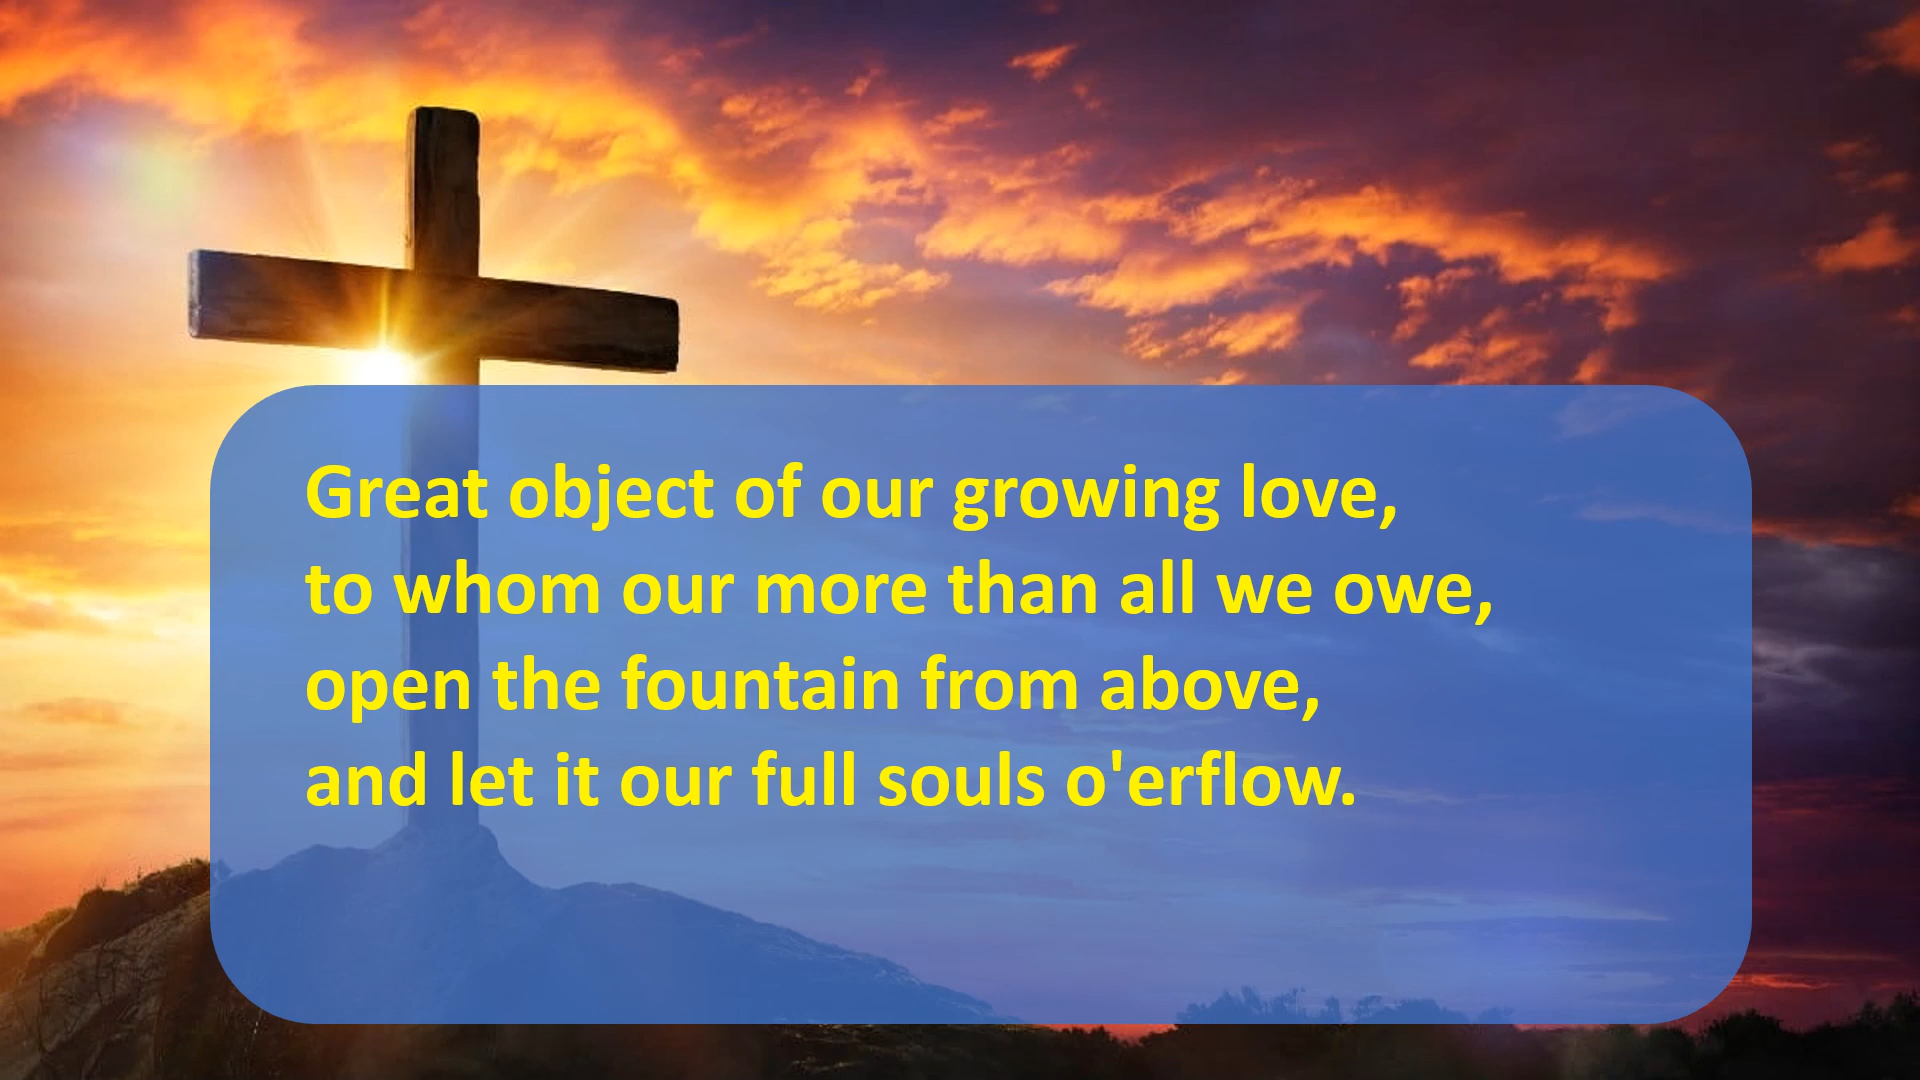 Great object of our growing love,
to whom our more than all we owe,
open the fountain from above,
and let it our full souls o'erflow.